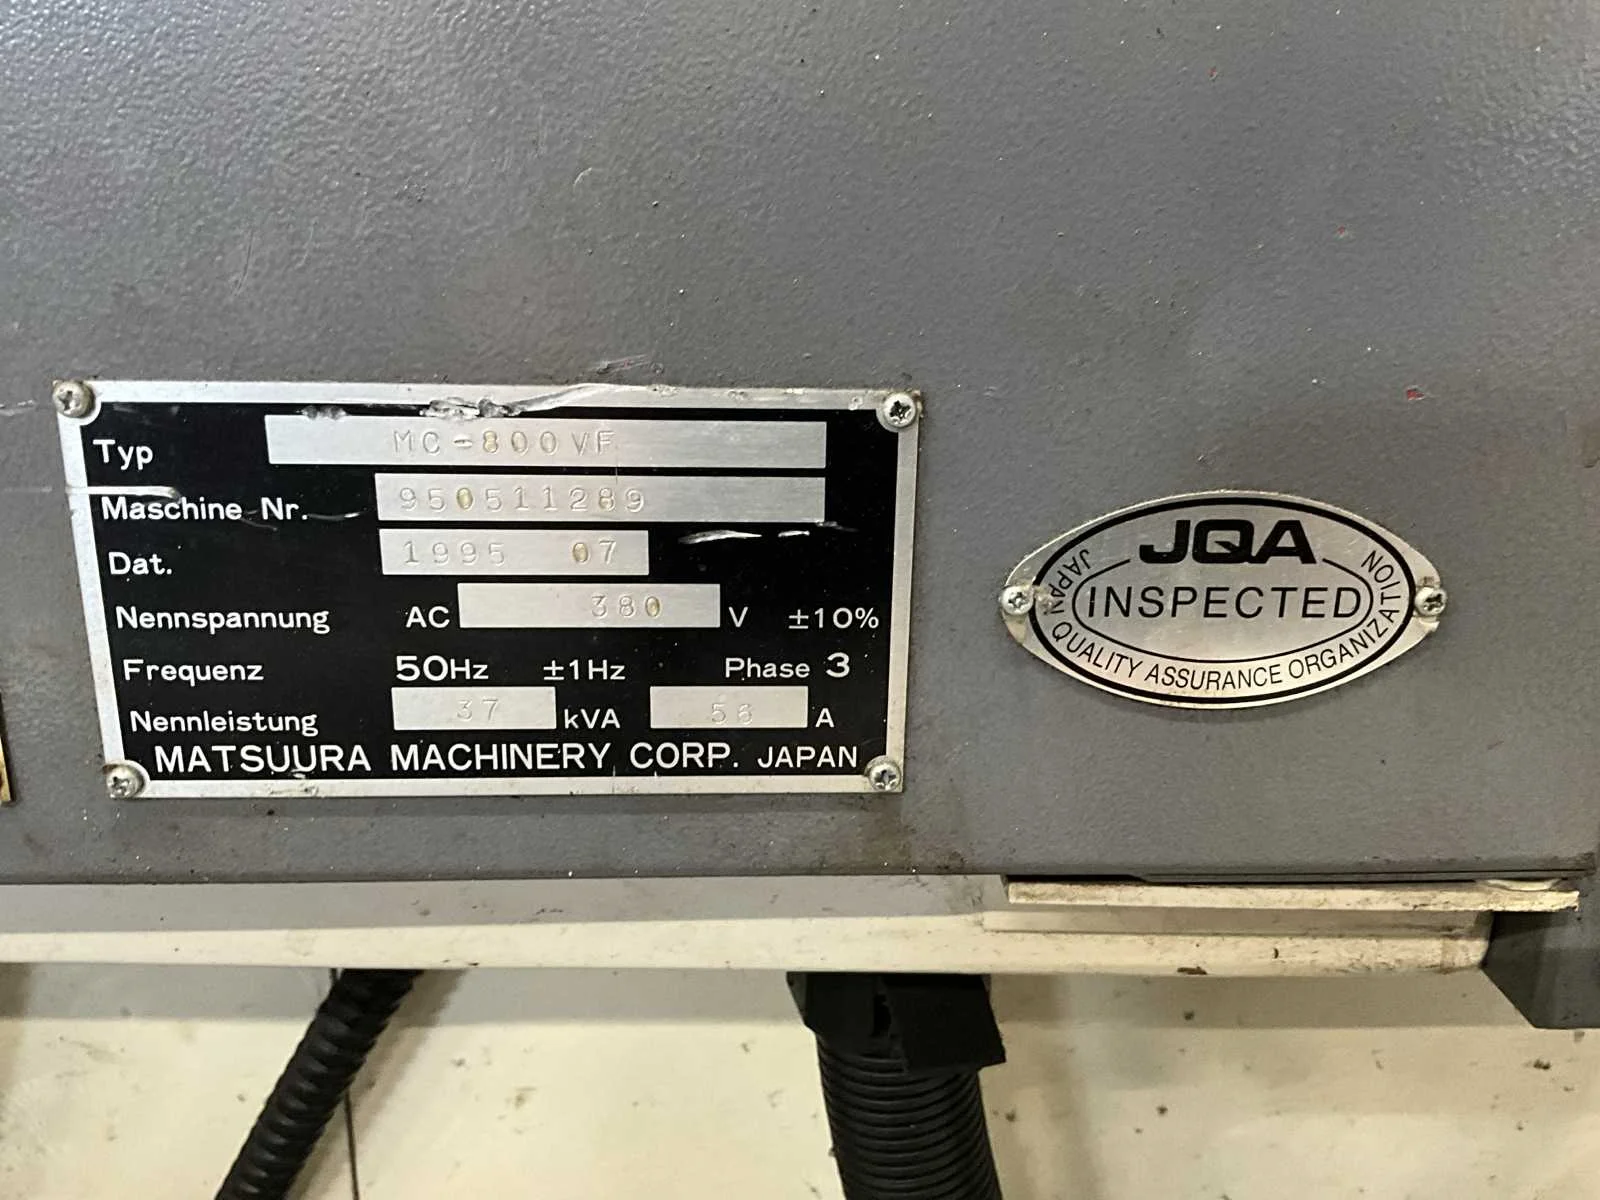 Typ MC-800VF
Maschine Nr. 950511289
Dat. 1995 07
Nennspannung AC 380 V ±10%
Frequenz 50Hz ±1Hz Phase 3
Nennleistung 37 kVA 56 A
MATSUURA MACHINERY CORP. JAPAN
JQA
INSPECTED
JAPAN QUALITY ASSURANCE ORGANIZATION